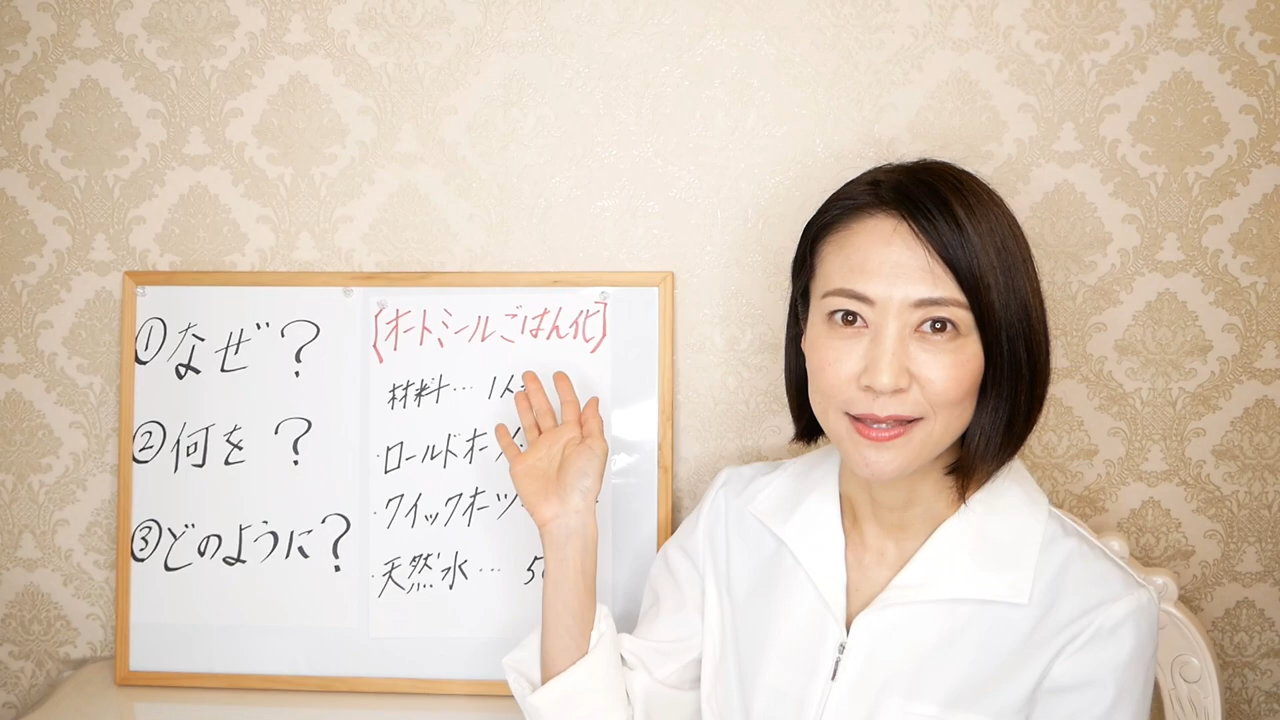 ①なぜ?
②何を?
③どのように?
【オートミールごはん化】
材料… 1人
・ロールドオー
・クイックオーツ
・天然水… 5